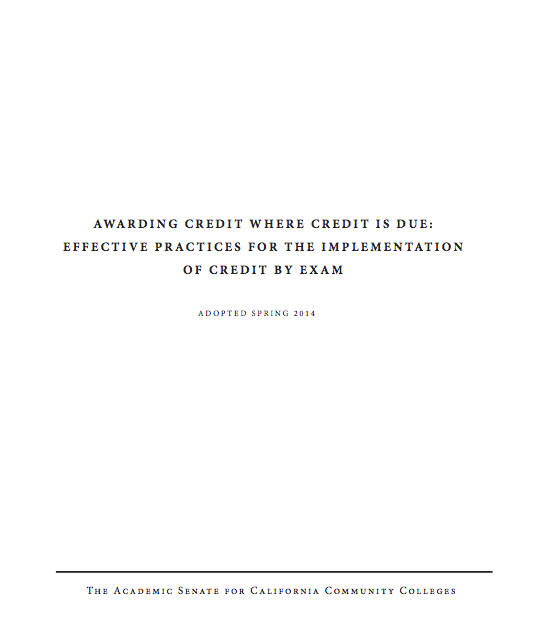 AWARDING CREDIT WHERE CREDIT IS DUE:
EFFECTIVE PRACTICES FOR THE IMPLEMENTATION
OF CREDIT BY EXAM
ADOPTED SPRING 2014
The Academic Senate for California Community Colleges